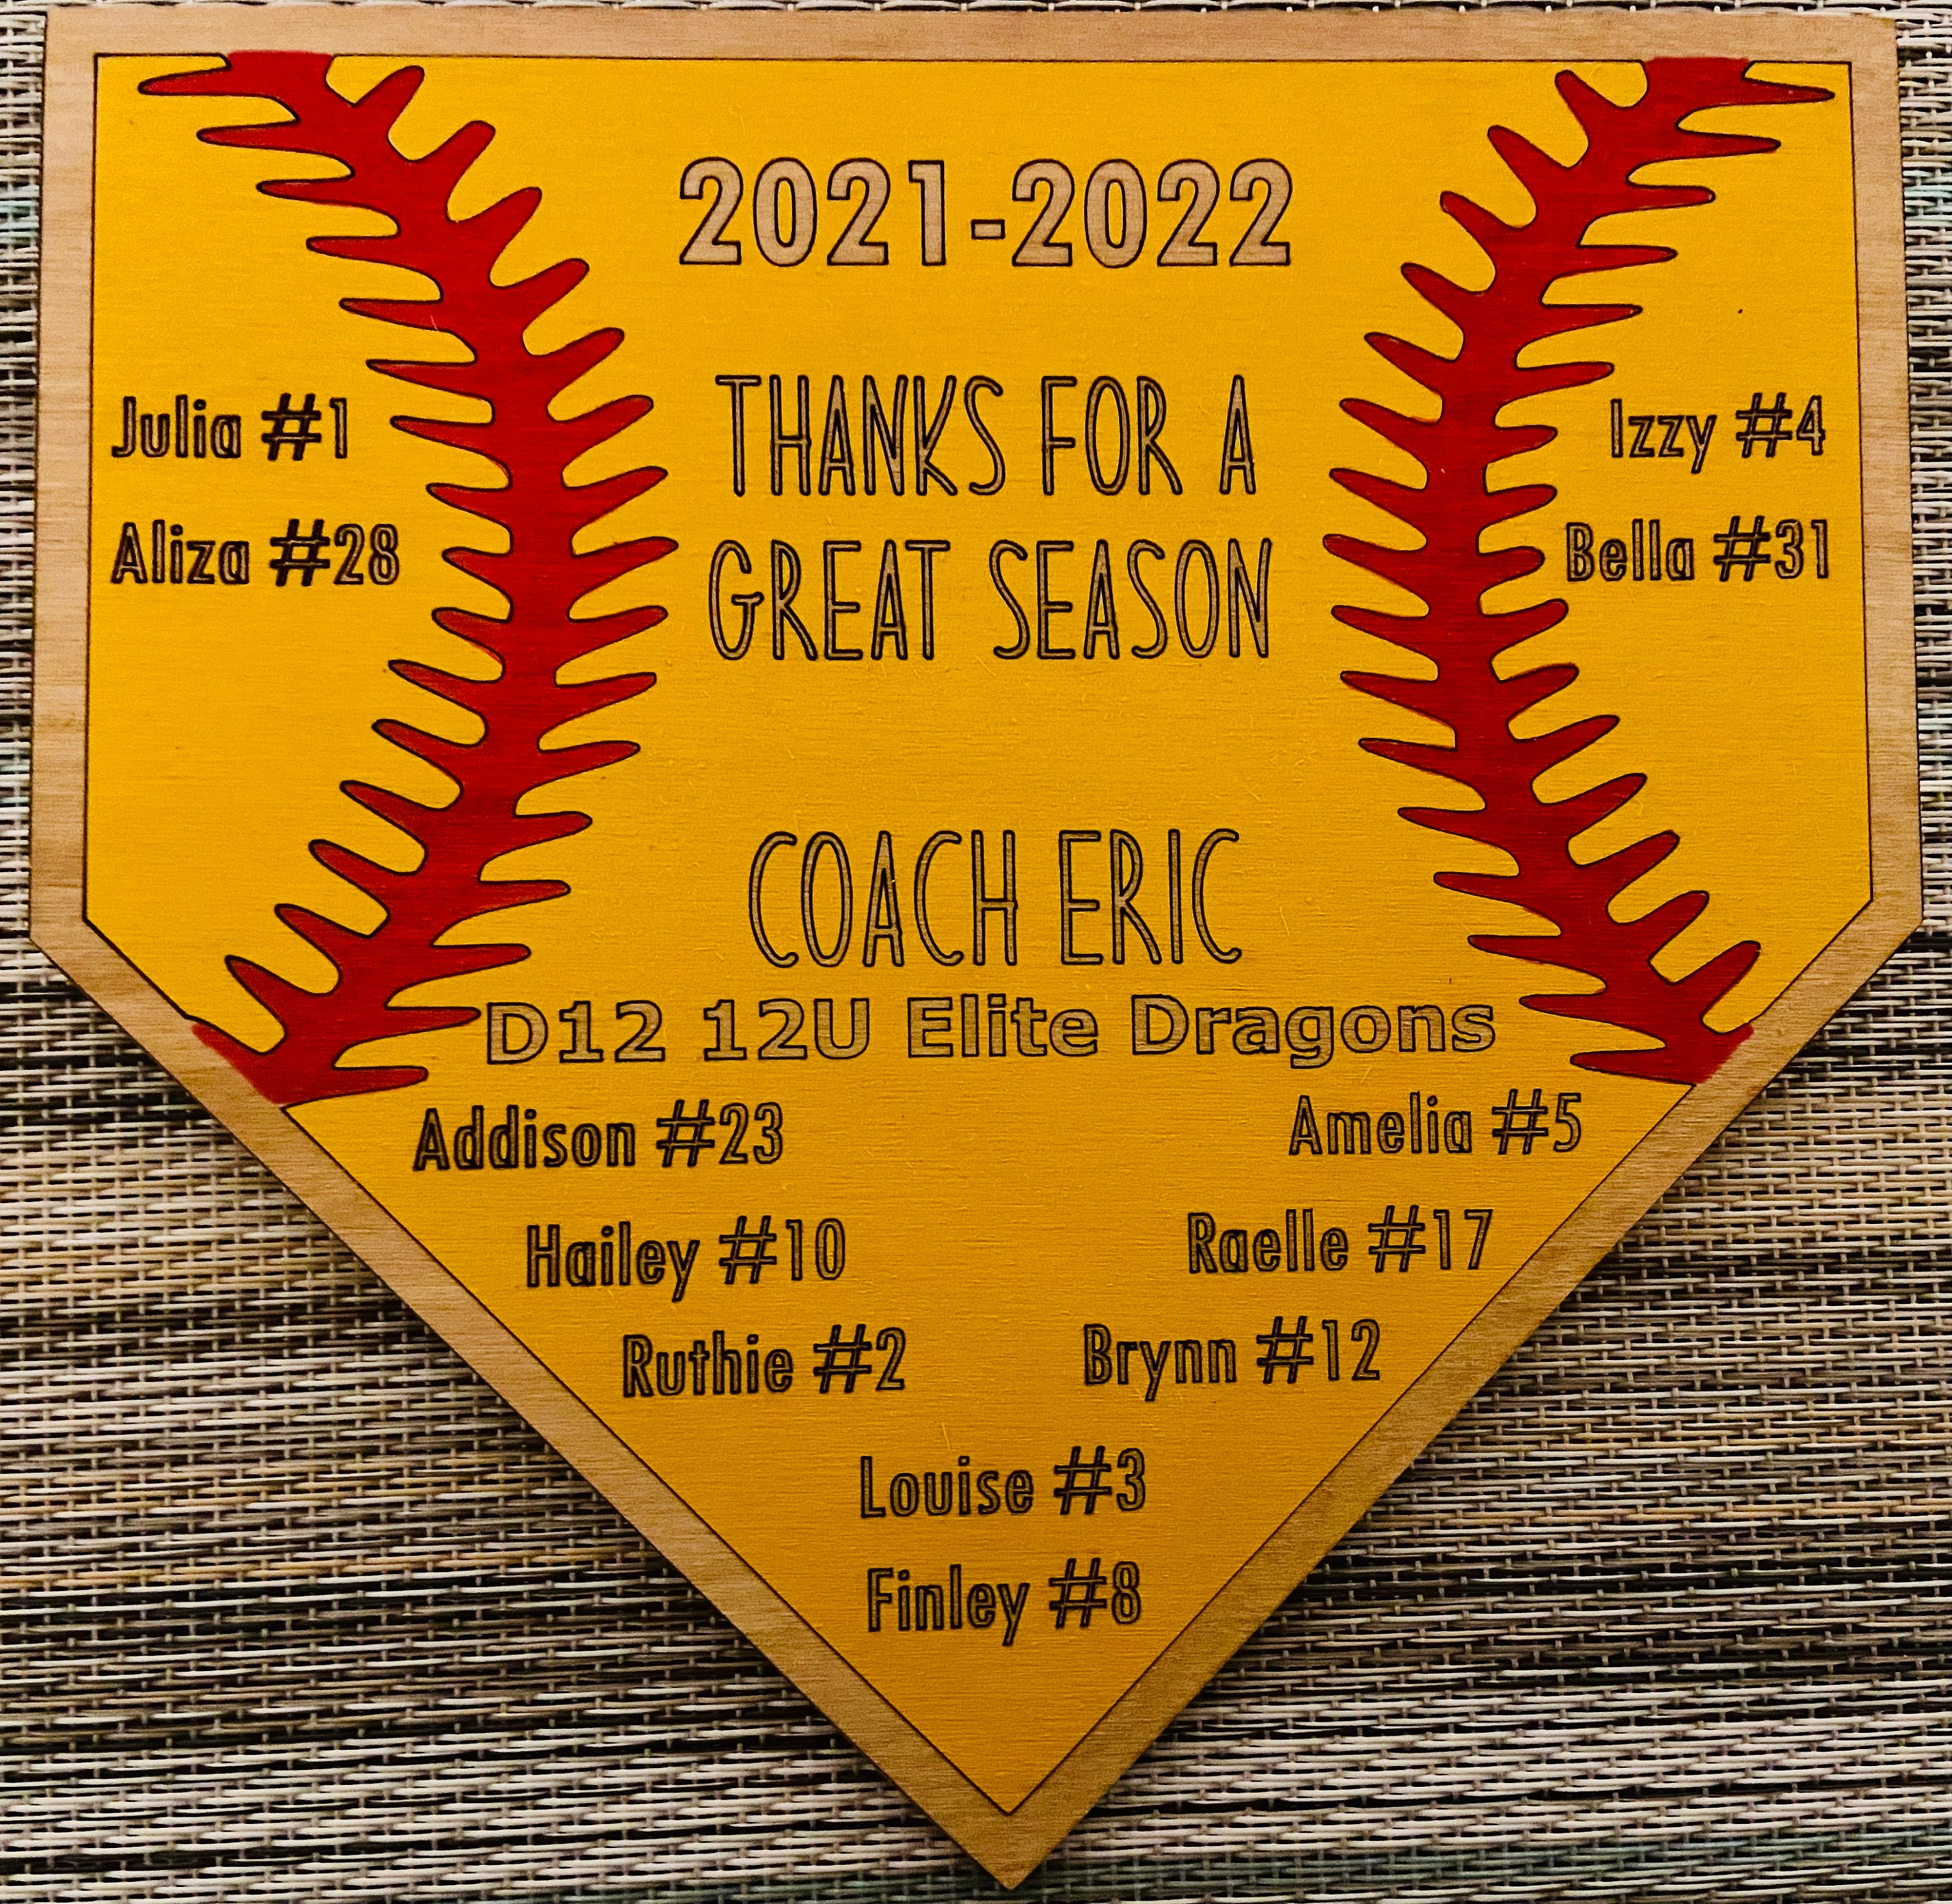 2021-2022
THANKS FOR A
GREAT SEASON
Julia #1
Aliza #28
Izzy #4
Bella #31
COACH ERIC
D12 12U Elite Dragons
Addison #23
Amelia #5
Hailey #10
Raelle #17
Ruthie #2
Brynn #12
Louise #3
Finley #8